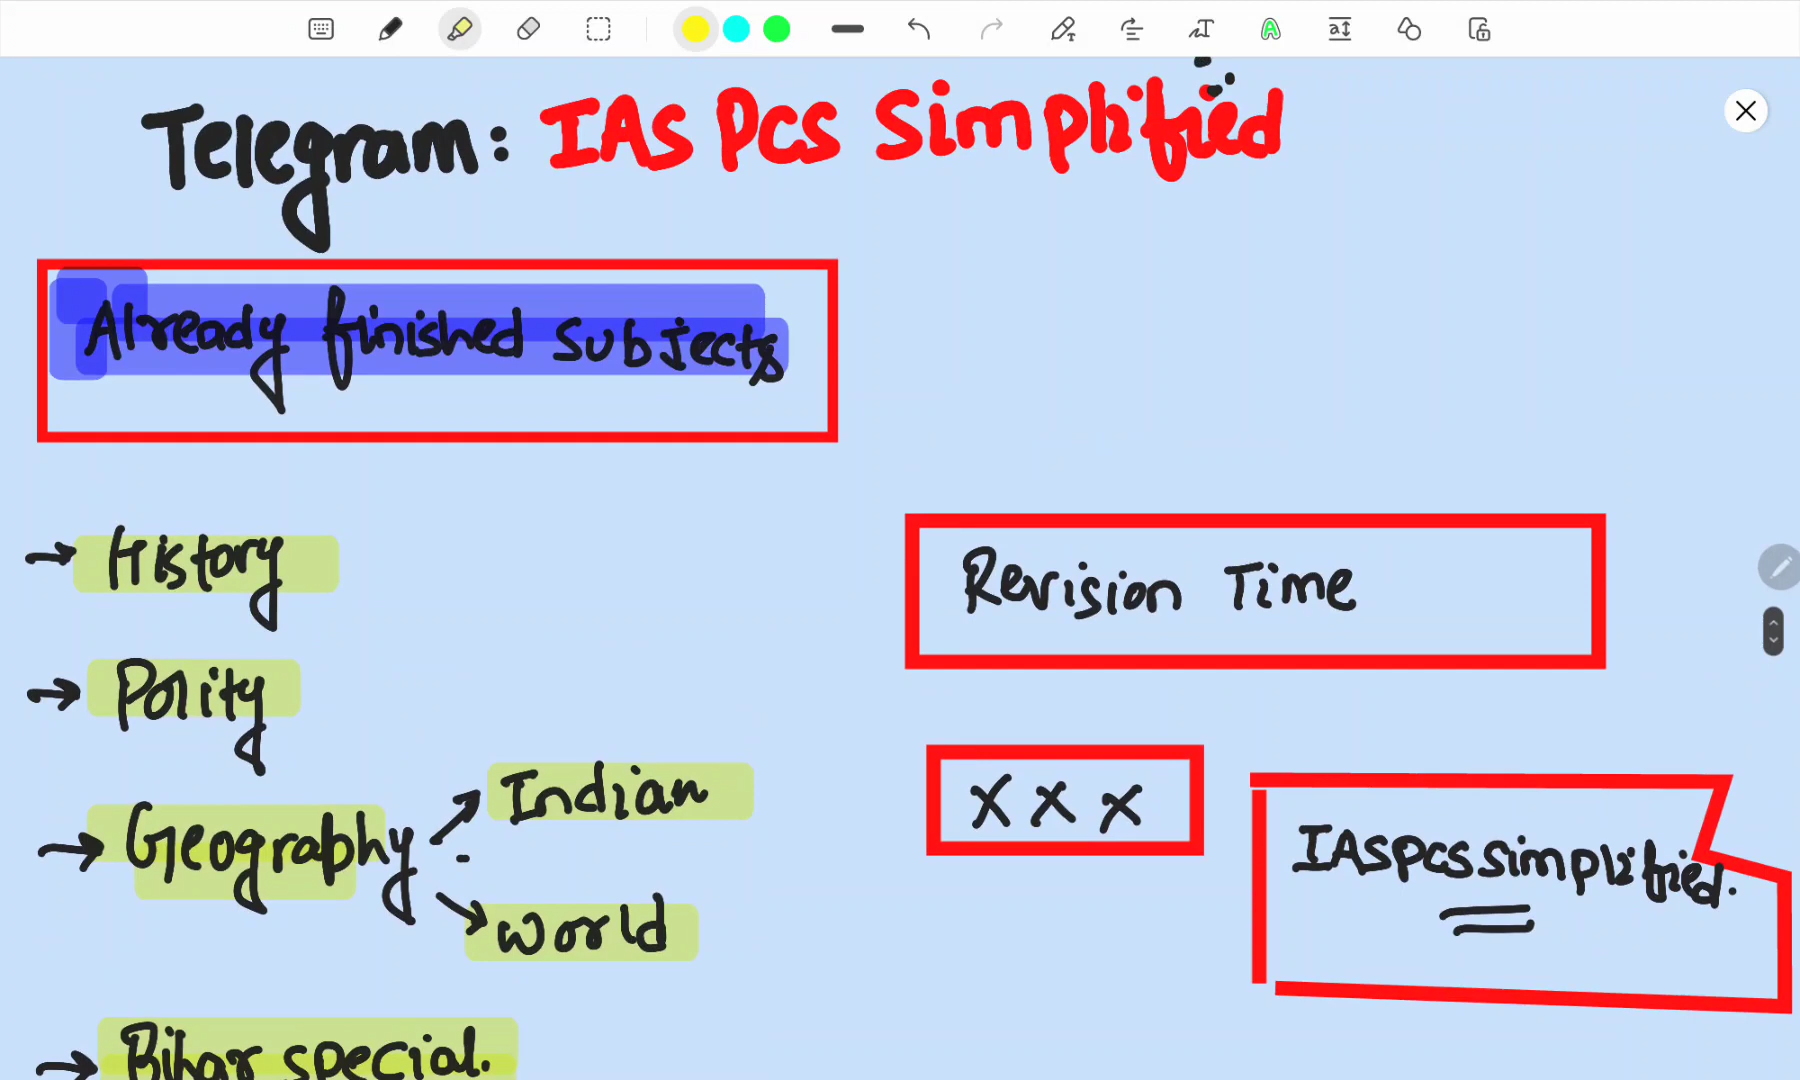 Telegram: IAS PCS Simplified
Already finished subjects
→ History
→ Polity
→ Geography
Indian
World
→ Bihar special.
Revision Time
X X X
IASPCSSimplified.